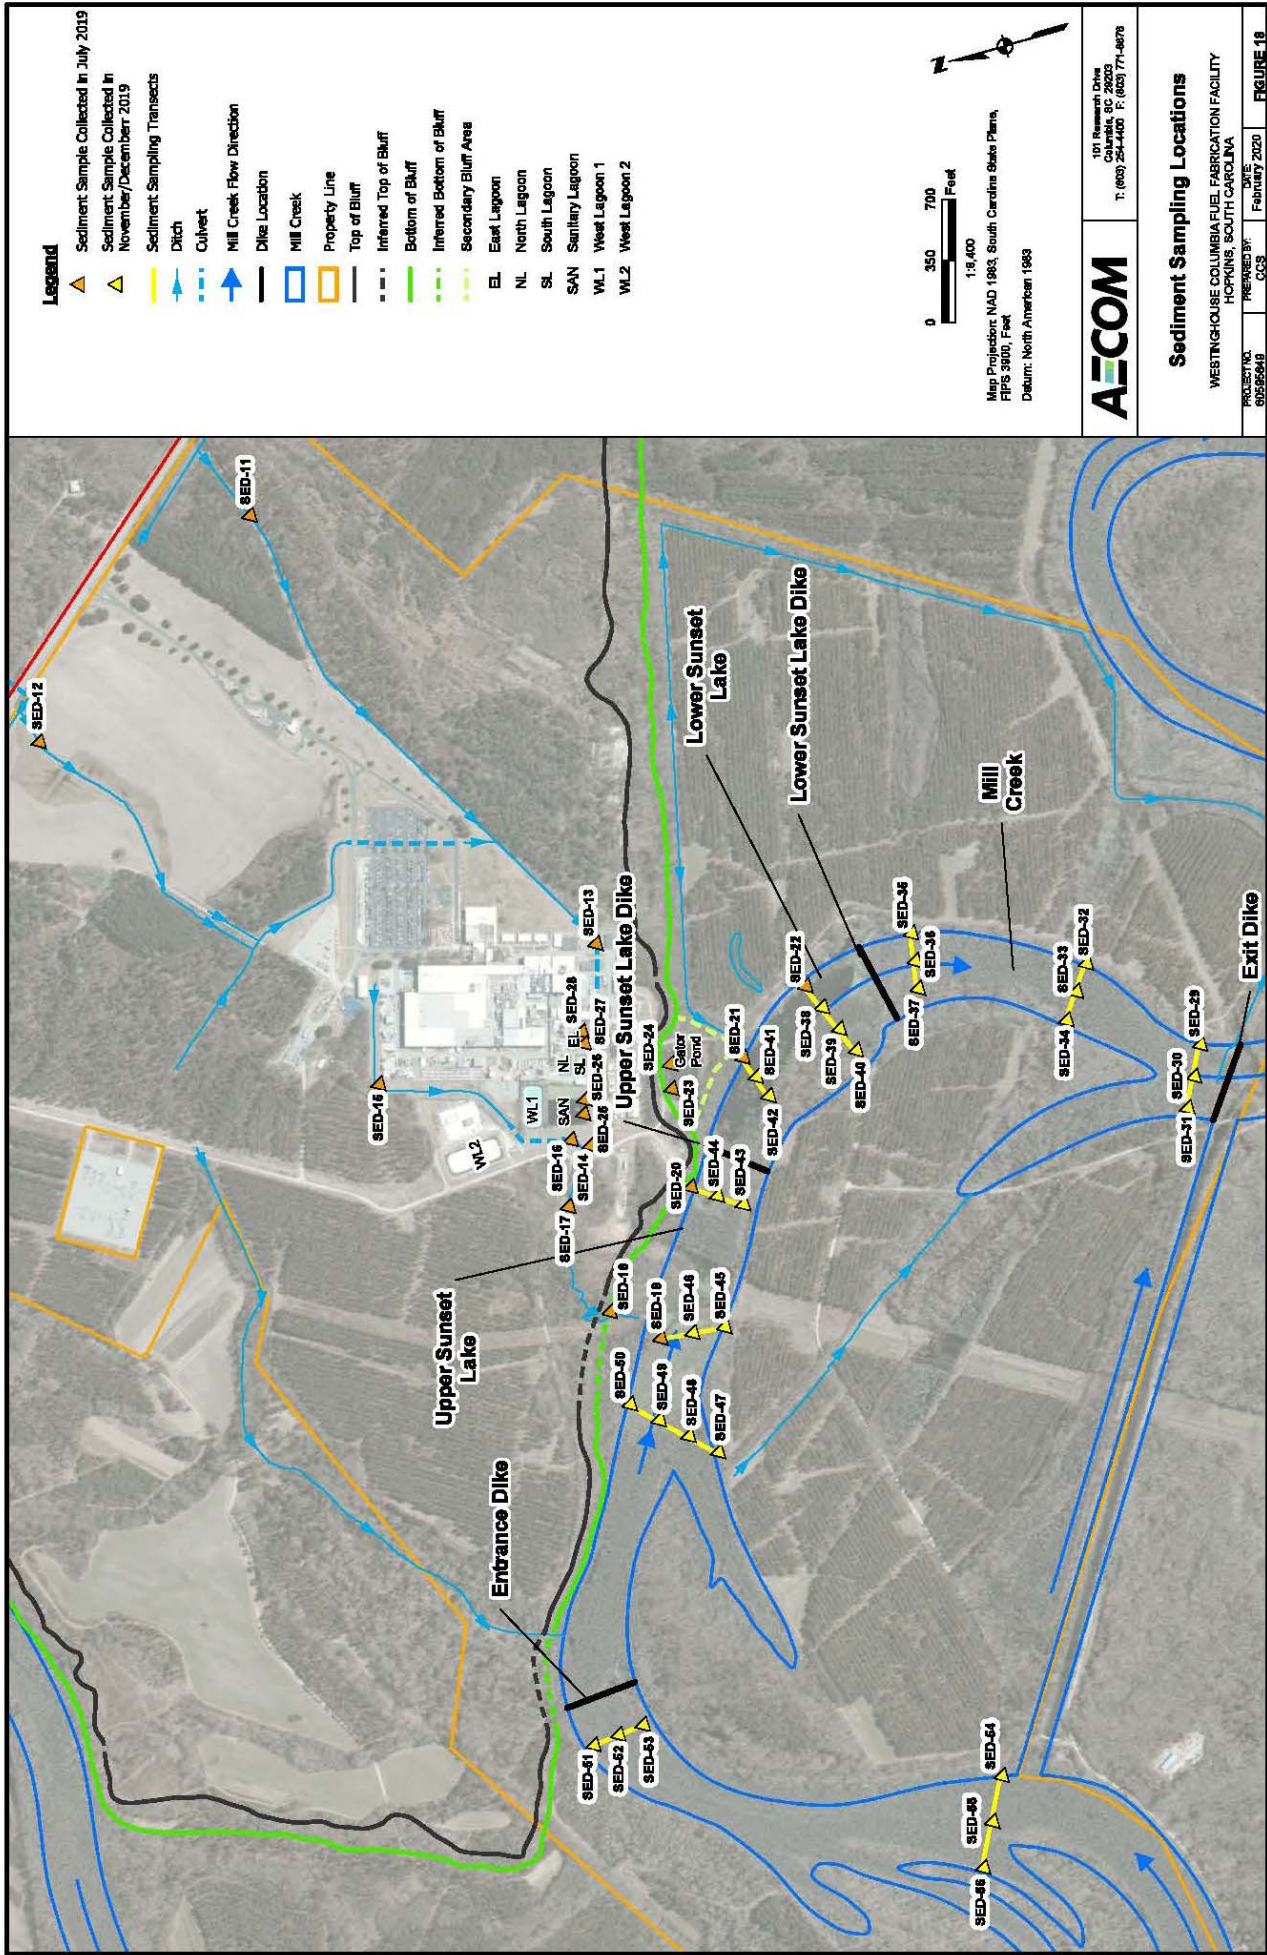 Legend
Sediment Sample Collected in July 2019
Sediment Sample Collected in
November/Decemberr 2019
Sediment Sampling Transects
Ditch
Culvert
Mill Creek Flow Direction
Dike Location
Mill Creek
Property Line
Top of Bluff
Inferred Top of Bluff
Bottom of Bluff
Inferred Bottom of Bluff
Secondary Bluff Area
EL East Lagoon
NL North Lagoon
SL South Lagoon
SAN Sanitary Lagoon
WL1 West Lagoon 1
WL2 West Lagoon 2
N
0 350 700
Feet
1:8,400
Map Projection: NAD 1983, South Carolina State Plane,
FIPS 3900, Feet
Datum: North American 1983
AECOM
101 Research Drive
Columbia, SC 29203
T: (803) 254-4400 F: (803) 771-6676
Sediment Sampling Locations
WESTINGHOUSE COLUMBIA FUEL FABRICATION FACILITY
HOPKINS, SOUTH CAROLINA
PROJECT NO.
60595649
PREPARED BY:
CCS
DATE:
February 2020
FIGURE 18
SED-12
SED-11
SED-15
SED-13
SED-28
SED-27
EL
NL
SL
SED-26
SAN
WL1
WL2
SED-16
SED-25
SED-14
SED-17
SED-24
Gator
Pond
SED-23
Upper Sunset Lake Dike
Lower Sunset
Lake
Lower Sunset Lake Dike
Mill
Creek
Upper Sunset
Lake
Entrance Dike
Exit Dike
SED-18
SED-19
SED-20
SED-44
SED-43
SED-21
SED-41
SED-42
SED-22
SED-38
SED-39
SED-40
SED-35
SED-36
SED-37
SED-32
SED-33
SED-34
SED-29
SED-30
SED-31
SED-46
SED-45
SED-50
SED-49
SED-48
SED-47
SED-51
SED-52
SED-53
SED-54
SED-55
SED-56